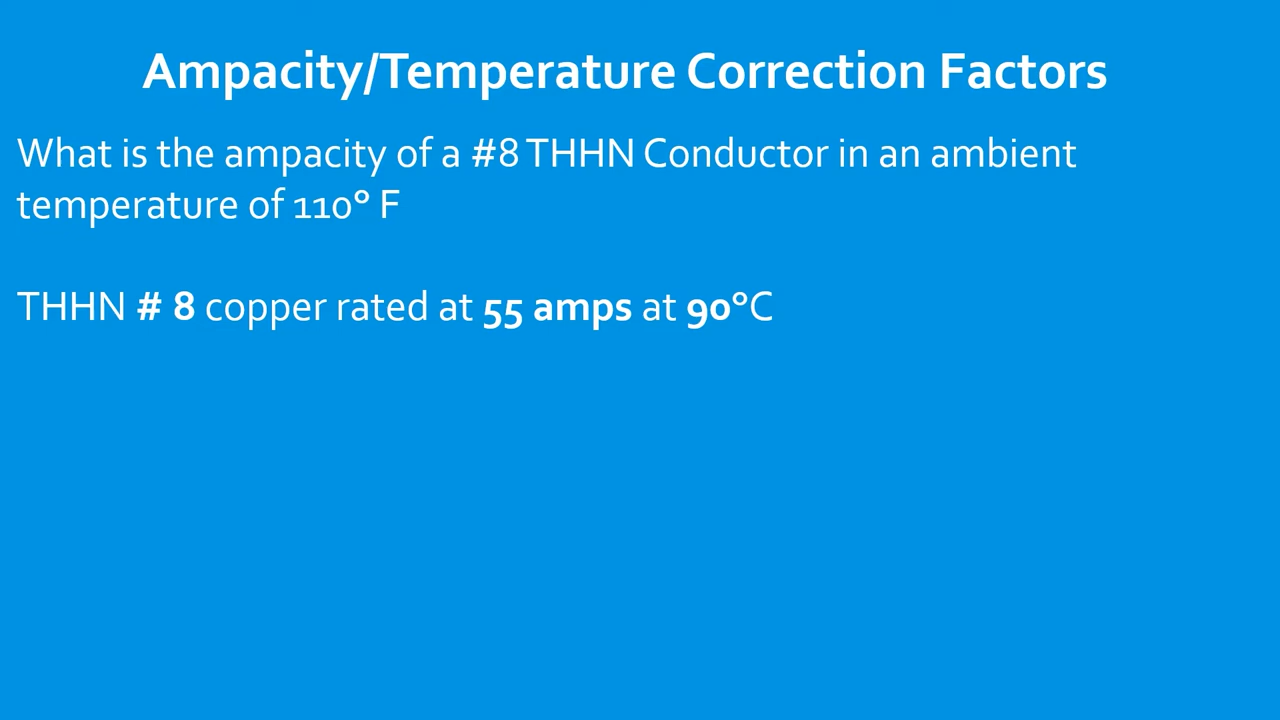 Ampacity/Temperature Correction Factors
What is the ampacity of a #8 THHN Conductor in an ambient
temperature of 110° F
THHN # 8 copper rated at 55 amps at 90°C